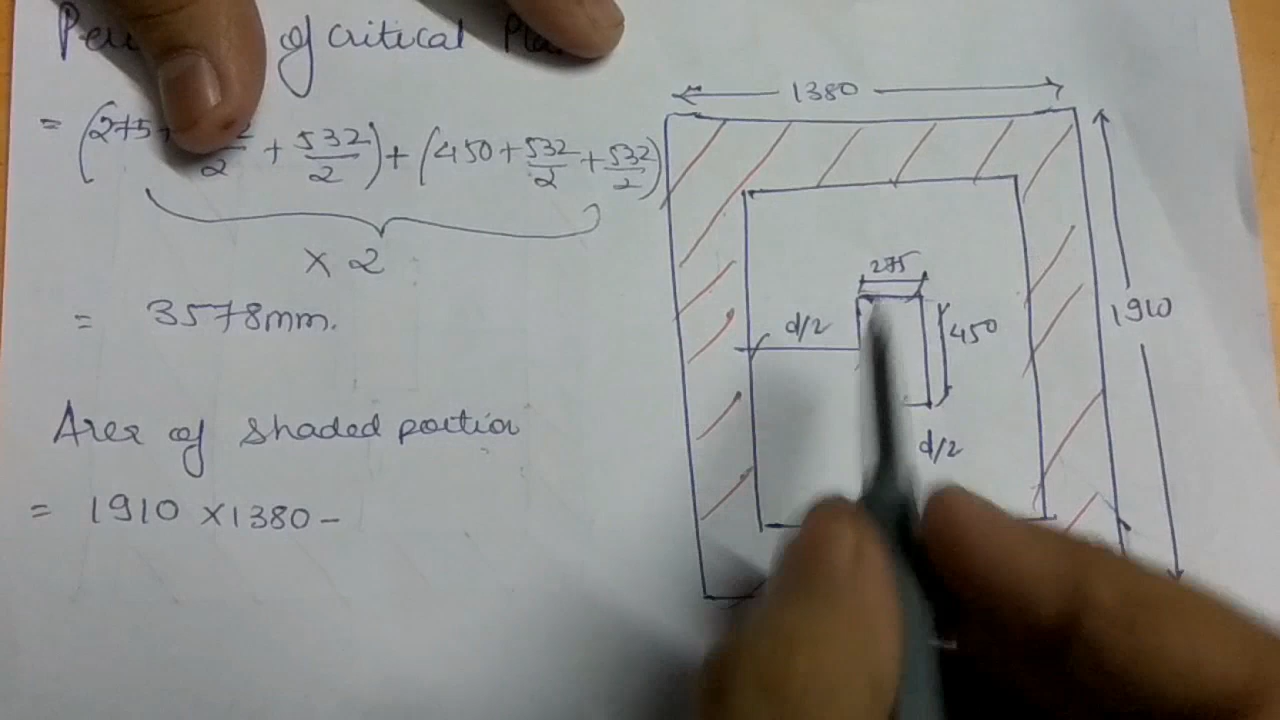 of critical
= (275+ /2 + 532/2) + (450 + 532/2 + 532/2)
× 2
= 3578mm.
Area of shaded portion
= 1910 × 1380 -
1380
275
d/2
450
1910
d/2